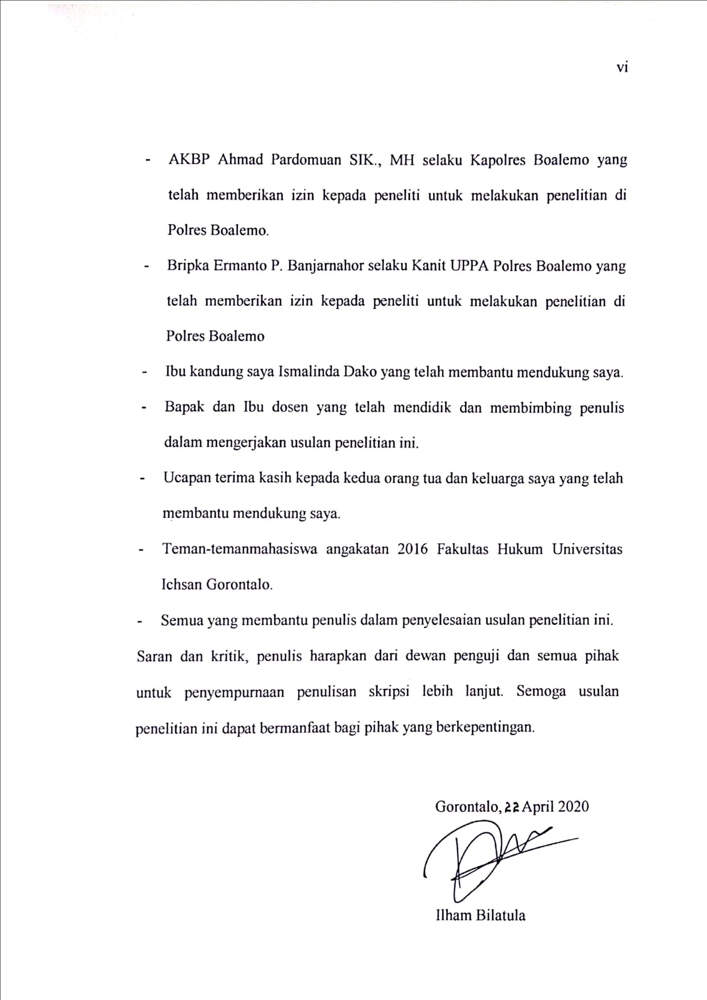 vi
- AKBP Ahmad Pardomuan SIK., MH selaku Kapolres Boalemo yang
telah memberikan izin kepada peneliti untuk melakukan penelitian di
Polres Boalemo.
- Bripka Ermanto P. Banjarnahor selaku Kanit UPPA Polres Boalemo yang
telah memberikan izin kepada peneliti untuk melakukan penelitian di
Polres Boalemo
- Ibu kandung saya Ismalinda Dako yang telah membantu mendukung saya.
- Bapak dan Ibu dosen yang telah mendidik dan membimbing penulis
dalam mengerjakan usulan penelitian ini.
- Ucapan terima kasih kepada kedua orang tua dan keluarga saya yang telah
membantu mendukung saya.
- Teman-temanmahasiswa angakatan 2016 Fakultas Hukum Universitas
Ichsan Gorontalo.
- Semua yang membantu penulis dalam penyelesaian usulan penelitian ini.
Saran dan kritik, penulis harapkan dari dewan penguji dan semua pihak
untuk penyempurnaan penulisan skripsi lebih lanjut. Semoga usulan
penelitian ini dapat bermanfaat bagi pihak yang berkepentingan.
Gorontalo, 22 April 2020
Ilham Bilatula